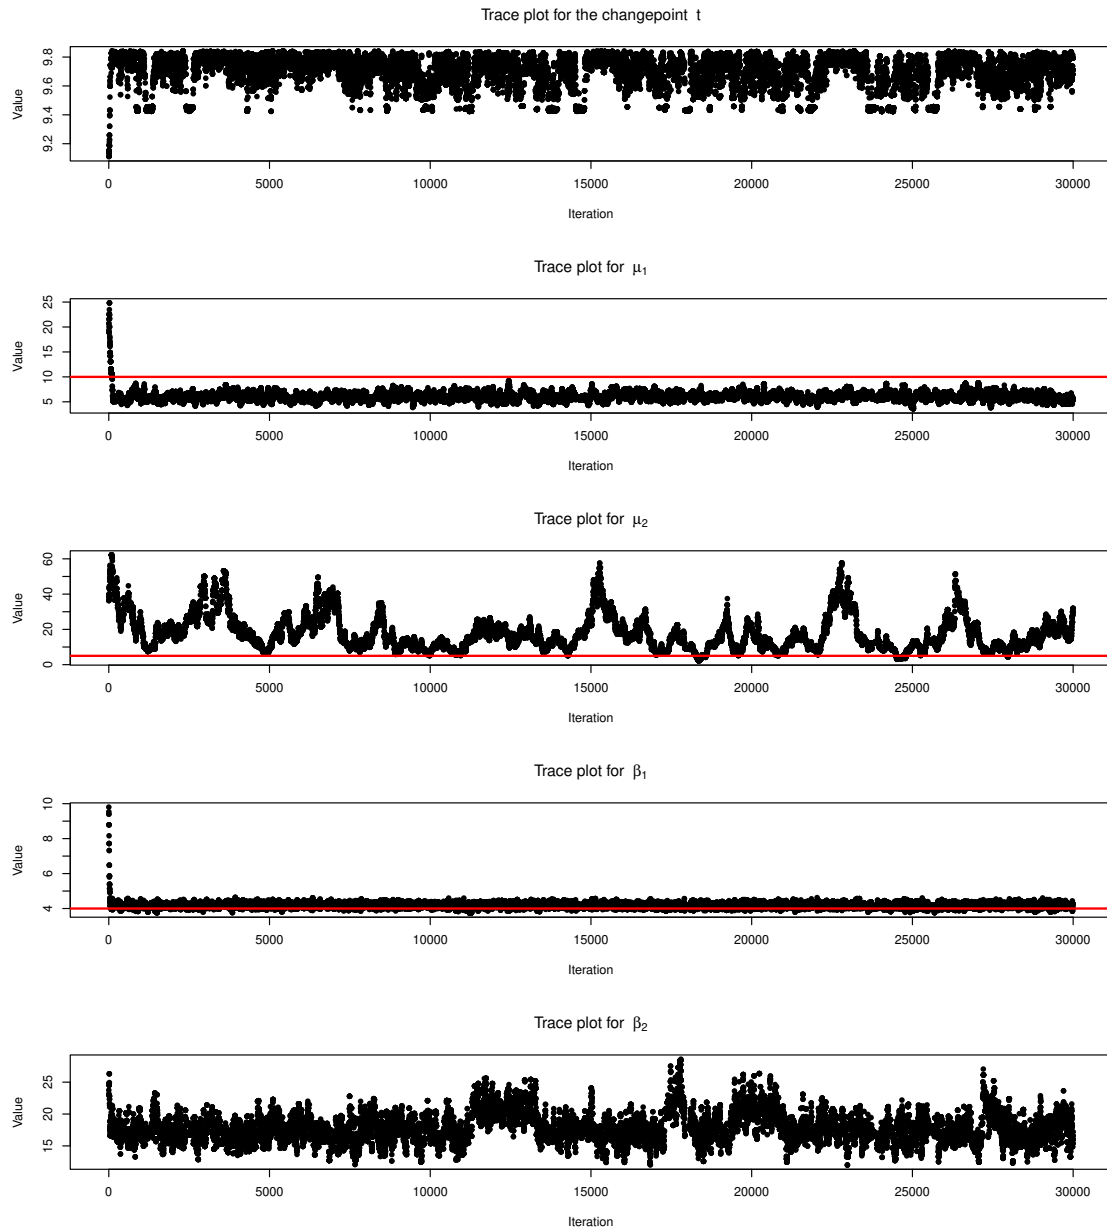 Trace plot for the changepoint t
Value
9.2 9.4 9.6 9.8
0 5000 10000 15000 20000 25000 30000
Iteration
Trace plot for μ1
Value
5 10 15 20 25
0 5000 10000 15000 20000 25000 30000
Iteration
Trace plot for μ2
Value
0 20 40 60
0 5000 10000 15000 20000 25000 30000
Iteration
Trace plot for β1
Value
4 6 8 10
0 5000 10000 15000 20000 25000 30000
Iteration
Trace plot for β2
Value
15 20 25
0 5000 10000 15000 20000 25000 30000
Iteration